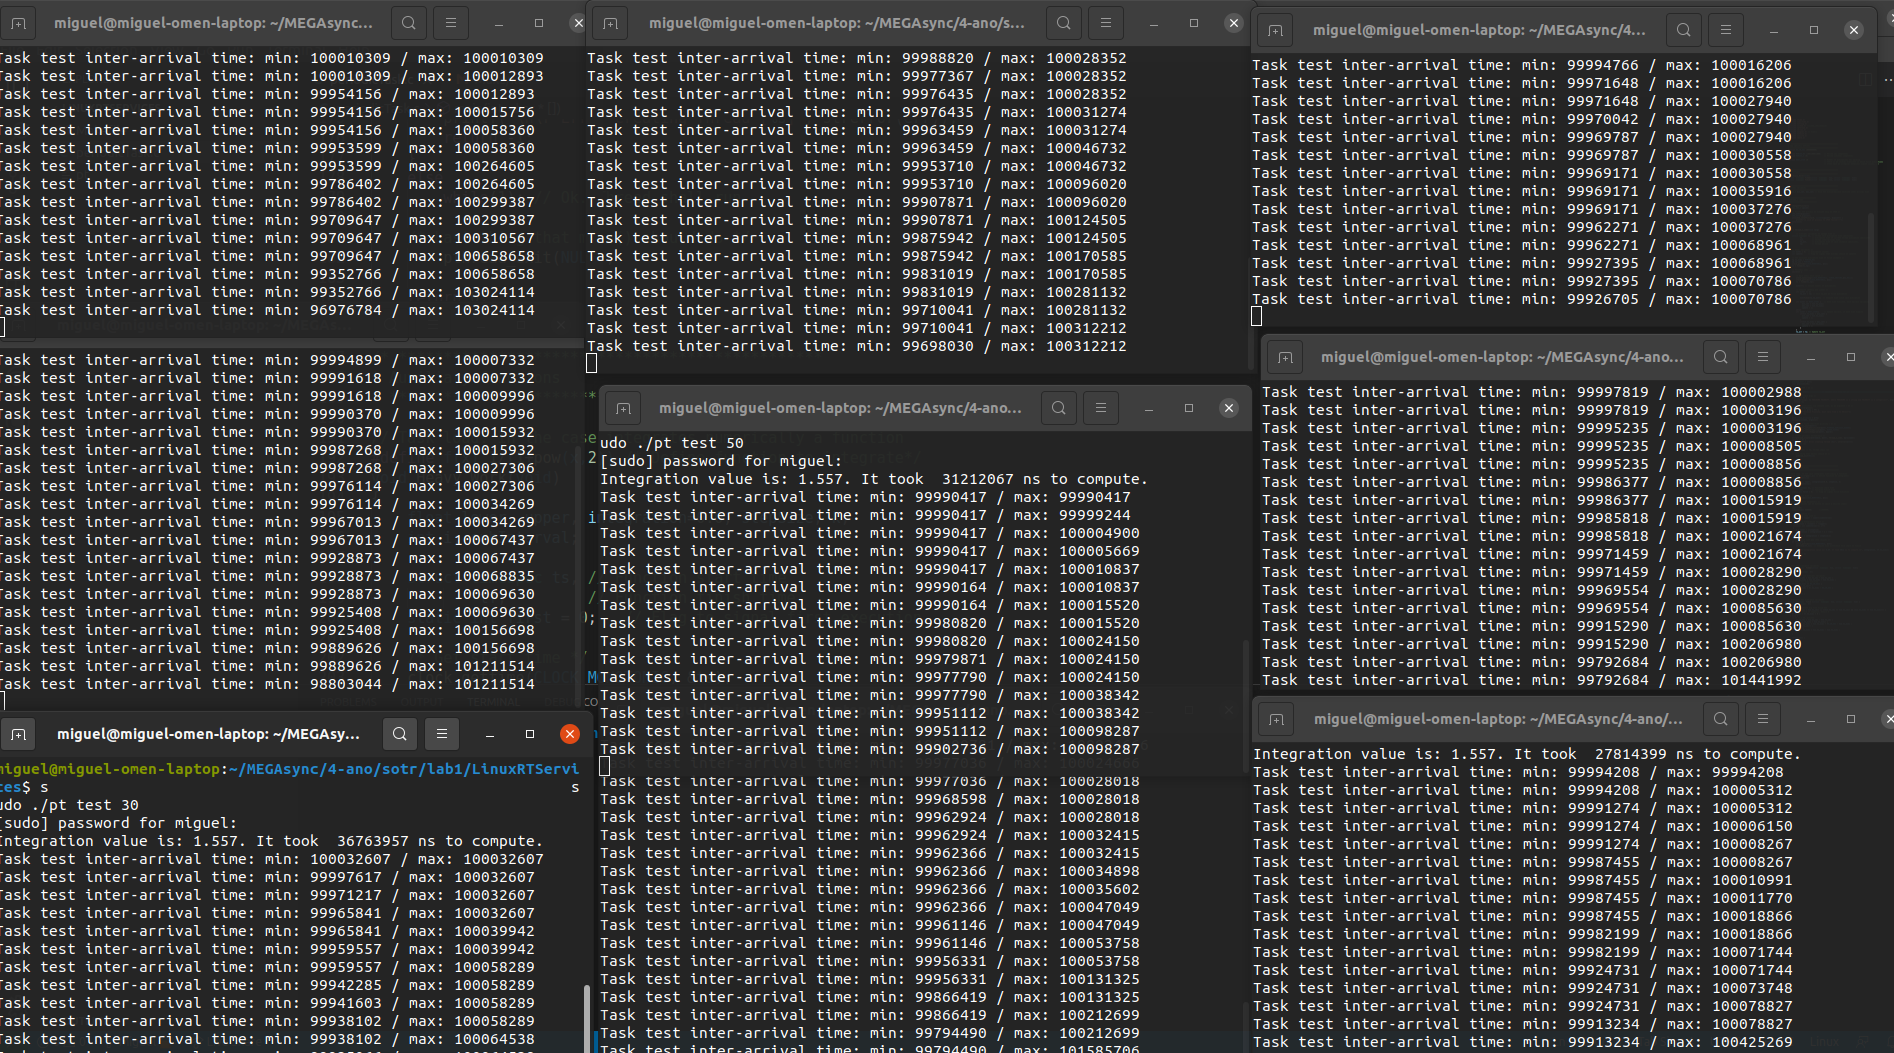 miguel@miguel-omen-laptop: ~/MEGAsync...
Task test inter-arrival time: min: 100010309 / max: 100010309
Task test inter-arrival time: min: 100010309 / max: 100012893
Task test inter-arrival time: min: 99954156 / max: 100012893
Task test inter-arrival time: min: 99954156 / max: 100015756
Task test inter-arrival time: min: 99954156 / max: 100058360
Task test inter-arrival time: min: 99953599 / max: 100058360
Task test inter-arrival time: min: 99953599 / max: 100264605
Task test inter-arrival time: min: 99786402 / max: 100264605
Task test inter-arrival time: min: 99786402 / max: 100299387
Task test inter-arrival time: min: 99709647 / max: 100299387
Task test inter-arrival time: min: 99709647 / max: 100310567
Task test inter-arrival time: min: 99709647 / max: 100658658
Task test inter-arrival time: min: 99352766 / max: 100658658
Task test inter-arrival time: min: 99352766 / max: 103024114
Task test inter-arrival time: min: 96976784 / max: 103024114
Task test inter-arrival time: min: 99994899 / max: 100007332
Task test inter-arrival time: min: 99991618 / max: 100007332
Task test inter-arrival time: min: 99991618 / max: 100009996
Task test inter-arrival time: min: 99990370 / max: 100009996
Task test inter-arrival time: min: 99990370 / max: 100015932
Task test inter-arrival time: min: 99987268 / max: 100015932
Task test inter-arrival time: min: 99987268 / max: 100027306
Task test inter-arrival time: min: 99976114 / max: 100027306
Task test inter-arrival time: min: 99976114 / max: 100034269
Task test inter-arrival time: min: 99967013 / max: 100034269
Task test inter-arrival time: min: 99967013 / max: 100067437
Task test inter-arrival time: min: 99928873 / max: 100067437
Task test inter-arrival time: min: 99928873 / max: 100068835
Task test inter-arrival time: min: 99928873 / max: 100069630
Task test inter-arrival time: min: 99925408 / max: 100069630
Task test inter-arrival time: min: 99925408 / max: 100156698
Task test inter-arrival time: min: 99889626 / max: 100156698
Task test inter-arrival time: min: 99889626 / max: 101211514
Task test inter-arrival time: min: 98803044 / max: 101211514
miguel@miguel-omen-laptop: ~/MEGAsy...
miguel@miguel-omen-laptop:~/MEGAsync/4-ano/sotr/lab1/LinuxRTServi
ces$ s s
udo ./pt test 30
[sudo] password for miguel:
Integration value is: 1.557. It took  36763957 ns to compute.
Task test inter-arrival time: min: 100032607 / max: 100032607
Task test inter-arrival time: min: 99997617 / max: 100032607
Task test inter-arrival time: min: 99971217 / max: 100032607
Task test inter-arrival time: min: 99965841 / max: 100032607
Task test inter-arrival time: min: 99965841 / max: 100039942
Task test inter-arrival time: min: 99959557 / max: 100039942
Task test inter-arrival time: min: 99959557 / max: 100058289
Task test inter-arrival time: min: 99942285 / max: 100058289
Task test inter-arrival time: min: 99941603 / max: 100058289
Task test inter-arrival time: min: 99938102 / max: 100058289
Task test inter-arrival time: min: 99938102 / max: 100064538
miguel@miguel-omen-laptop: ~/MEGAsync/4-ano/s...
Task test inter-arrival time: min: 99988820 / max: 100028352
Task test inter-arrival time: min: 99977367 / max: 100028352
Task test inter-arrival time: min: 99976435 / max: 100028352
Task test inter-arrival time: min: 99976435 / max: 100031274
Task test inter-arrival time: min: 99963459 / max: 100031274
Task test inter-arrival time: min: 99963459 / max: 100046732
Task test inter-arrival time: min: 99953710 / max: 100046732
Task test inter-arrival time: min: 99953710 / max: 100096020
Task test inter-arrival time: min: 99907871 / max: 100096020
Task test inter-arrival time: min: 99907871 / max: 100124505
Task test inter-arrival time: min: 99875942 / max: 100124505
Task test inter-arrival time: min: 99875942 / max: 100170585
Task test inter-arrival time: min: 99831019 / max: 100170585
Task test inter-arrival time: min: 99831019 / max: 100281132
Task test inter-arrival time: min: 99710041 / max: 100281132
Task test inter-arrival time: min: 99710041 / max: 100312212
Task test inter-arrival time: min: 99698030 / max: 100312212
miguel@miguel-omen-laptop: ~/MEGAsync/4-ano...
udo ./pt test 50
[sudo] password for miguel:
Integration value is: 1.557. It took  31212067 ns to compute.
Task test inter-arrival time: min: 99990417 / max: 99990417
Task test inter-arrival time: min: 99990417 / max: 99999244
Task test inter-arrival time: min: 99990417 / max: 100004900
Task test inter-arrival time: min: 99990417 / max: 100005669
Task test inter-arrival time: min: 99990417 / max: 100010837
Task test inter-arrival time: min: 99990164 / max: 100010837
Task test inter-arrival time: min: 99990164 / max: 100015520
Task test inter-arrival time: min: 99980820 / max: 100015520
Task test inter-arrival time: min: 99980820 / max: 100024150
Task test inter-arrival time: min: 99979871 / max: 100024150
Task test inter-arrival time: min: 99977790 / max: 100024150
Task test inter-arrival time: min: 99977790 / max: 100038342
Task test inter-arrival time: min: 99951112 / max: 100038342
Task test inter-arrival time: min: 99951112 / max: 100098287
Task test inter-arrival time: min: 99902736 / max: 100098287
Task test inter-arrival time: min: 99977036 / max: 100028018
Task test inter-arrival time: min: 99968598 / max: 100028018
Task test inter-arrival time: min: 99962924 / max: 100028018
Task test inter-arrival time: min: 99962924 / max: 100032415
Task test inter-arrival time: min: 99962366 / max: 100032415
Task test inter-arrival time: min: 99962366 / max: 100034898
Task test inter-arrival time: min: 99962366 / max: 100035602
Task test inter-arrival time: min: 99962366 / max: 100047049
Task test inter-arrival time: min: 99961146 / max: 100047049
Task test inter-arrival time: min: 99961146 / max: 100053758
Task test inter-arrival time: min: 99956331 / max: 100053758
Task test inter-arrival time: min: 99956331 / max: 100131325
Task test inter-arrival time: min: 99866419 / max: 100131325
Task test inter-arrival time: min: 99866419 / max: 100212699
Task test inter-arrival time: min: 99794490 / max: 100212699
Task test inter-arrival time: min: 99794490 / max: 101585706
miguel@miguel-omen-laptop: ~/MEGAsync/4...
Task test inter-arrival time: min: 99994766 / max: 100016206
Task test inter-arrival time: min: 99971648 / max: 100016206
Task test inter-arrival time: min: 99971648 / max: 100027940
Task test inter-arrival time: min: 99970042 / max: 100027940
Task test inter-arrival time: min: 99969787 / max: 100027940
Task test inter-arrival time: min: 99969787 / max: 100030558
Task test inter-arrival time: min: 99969171 / max: 100030558
Task test inter-arrival time: min: 99969171 / max: 100035916
Task test inter-arrival time: min: 99969171 / max: 100037276
Task test inter-arrival time: min: 99962271 / max: 100037276
Task test inter-arrival time: min: 99962271 / max: 100068961
Task test inter-arrival time: min: 99927395 / max: 100068961
Task test inter-arrival time: min: 99927395 / max: 100070786
Task test inter-arrival time: min: 99926705 / max: 100070786
miguel@miguel-omen-laptop: ~/MEGAsync/4-ano...
Task test inter-arrival time: min: 99997819 / max: 100002988
Task test inter-arrival time: min: 99997819 / max: 100003196
Task test inter-arrival time: min: 99995235 / max: 100003196
Task test inter-arrival time: min: 99995235 / max: 100008505
Task test inter-arrival time: min: 99995235 / max: 100008856
Task test inter-arrival time: min: 99986377 / max: 100008856
Task test inter-arrival time: min: 99986377 / max: 100015919
Task test inter-arrival time: min: 99985818 / max: 100015919
Task test inter-arrival time: min: 99985818 / max: 100021674
Task test inter-arrival time: min: 99971459 / max: 100021674
Task test inter-arrival time: min: 99971459 / max: 100028290
Task test inter-arrival time: min: 99969554 / max: 100028290
Task test inter-arrival time: min: 99969554 / max: 100085630
Task test inter-arrival time: min: 99915290 / max: 100085630
Task test inter-arrival time: min: 99915290 / max: 100206980
Task test inter-arrival time: min: 99792684 / max: 100206980
Task test inter-arrival time: min: 99792684 / max: 101441992
miguel@miguel-omen-laptop: ~/MEGAsync/4-ano/...
Integration value is: 1.557. It took  27814399 ns to compute.
Task test inter-arrival time: min: 99994208 / max: 99994208
Task test inter-arrival time: min: 99994208 / max: 100005312
Task test inter-arrival time: min: 99991274 / max: 100005312
Task test inter-arrival time: min: 99991274 / max: 100006150
Task test inter-arrival time: min: 99991274 / max: 100008267
Task test inter-arrival time: min: 99987455 / max: 100008267
Task test inter-arrival time: min: 99987455 / max: 100010991
Task test inter-arrival time: min: 99987455 / max: 100011770
Task test inter-arrival time: min: 99987455 / max: 100018866
Task test inter-arrival time: min: 99982199 / max: 100018866
Task test inter-arrival time: min: 99982199 / max: 100071744
Task test inter-arrival time: min: 99924731 / max: 100071744
Task test inter-arrival time: min: 99924731 / max: 100073748
Task test inter-arrival time: min: 99924731 / max: 100078827
Task test inter-arrival time: min: 99913234 / max: 100078827
Task test inter-arrival time: min: 99913234 / max: 100425269